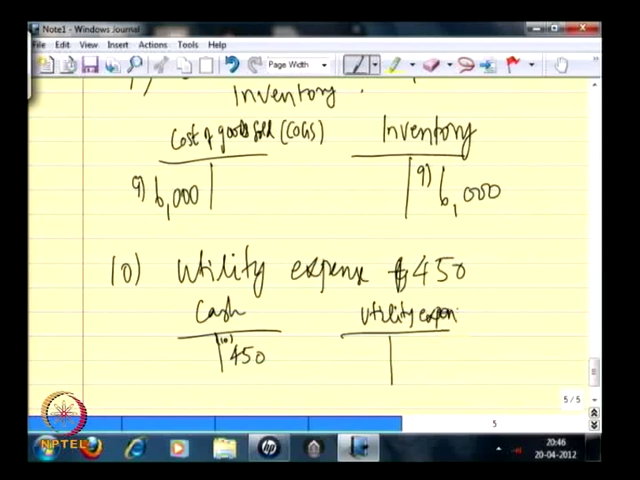 Note1 - Windows Journal
File Edit View Insert Actions Tools Help
Page Width
Inventory.
Cost of goods sold (COGS) Inventory
9) 6,000 9) 6,000
10) Utility expense $450
Cash Utility expen
(10) 450
5 / 5
5
NPTEL
20:46
20-04-2012